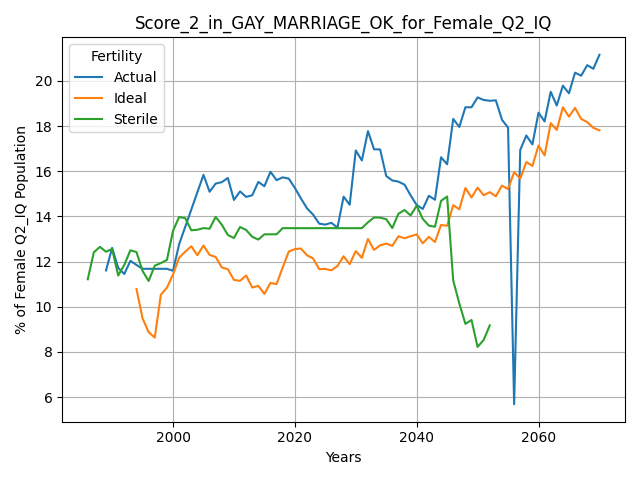 Score_2_in_GAY_MARRIAGE_OK_for_Female_Q2_IQ
Fertility
Actual
Ideal
Sterile
% of Female Q2_IQ Population
20
18
16
14
12
10
8
6
2000 2020 2040 2060
Years